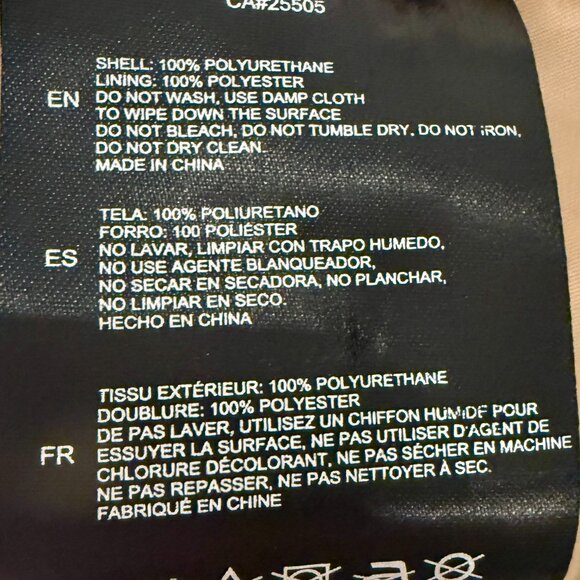 CA#25505
EN
SHELL: 100% POLYURETHANE
LINING: 100% POLYESTER
DO NOT WASH, USE DAMP CLOTH
TO WIPE DOWN THE SURFACE
DO NOT BLEACH, DO NOT TUMBLE DRY, DO NOT IRON,
DO NOT DRY CLEAN.
MADE IN CHINA
ES
TELA: 100% POLIURETANO
FORRO: 100 POLIÉSTER
NO LAVAR, LIMPIAR CON TRAPO HUMEDO,
NO USE AGENTE BLANQUEADOR,
NO SECAR EN SECADORA, NO PLANCHAR,
NO LIMPIAR EN SECO.
HECHO EN CHINA
FR
TISSU EXTÉRIEUR: 100% POLYURETHANE
DOUBLURE: 100% POLYESTER
DE PAS LAVER, UTILISEZ UN CHIFFON HUMIDE POUR
ESSUYER LA SURFACE, NE PAS UTILISER D'AGENT DE
CHLORURE DÉCOLORANT, NE PAS SÉCHER EN MACHINE
NE PAS REPASSER, NE PAS NETTOYER À SEC.
FABRIQUÉ EN CHINE